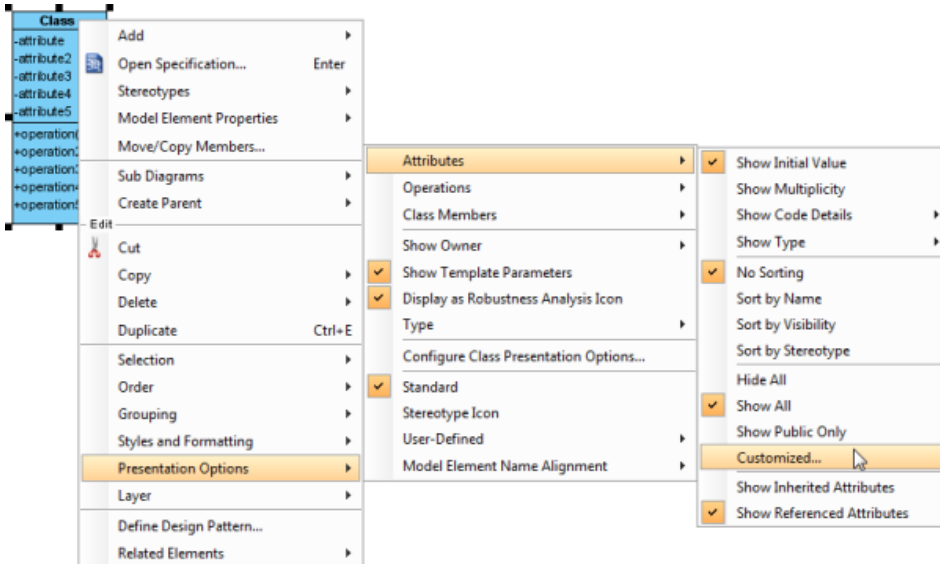 Class
-attribute
-attribute2
-attribute3
-attribute4
-attribute5
+operation(
+operation2
+operation3
+operation4
+operation5
Add
Open Specification... Enter
Stereotypes
Model Element Properties
Move/Copy Members...
Sub Diagrams
Create Parent
Edit
Cut
Copy
Delete
Duplicate Ctrl+E
Selection
Order
Grouping
Styles and Formatting
Presentation Options
Layer
Define Design Pattern...
Related Elements
Attributes
Operations
Class Members
Show Owner
Show Template Parameters
Display as Robustness Analysis Icon
Type
Configure Class Presentation Options...
Standard
Stereotype Icon
User-Defined
Model Element Name Alignment
Show Initial Value
Show Multiplicity
Show Code Details
Show Type
No Sorting
Sort by Name
Sort by Visibility
Sort by Stereotype
Hide All
Show All
Show Public Only
Customized...
Show Inherited Attributes
Show Referenced Attributes